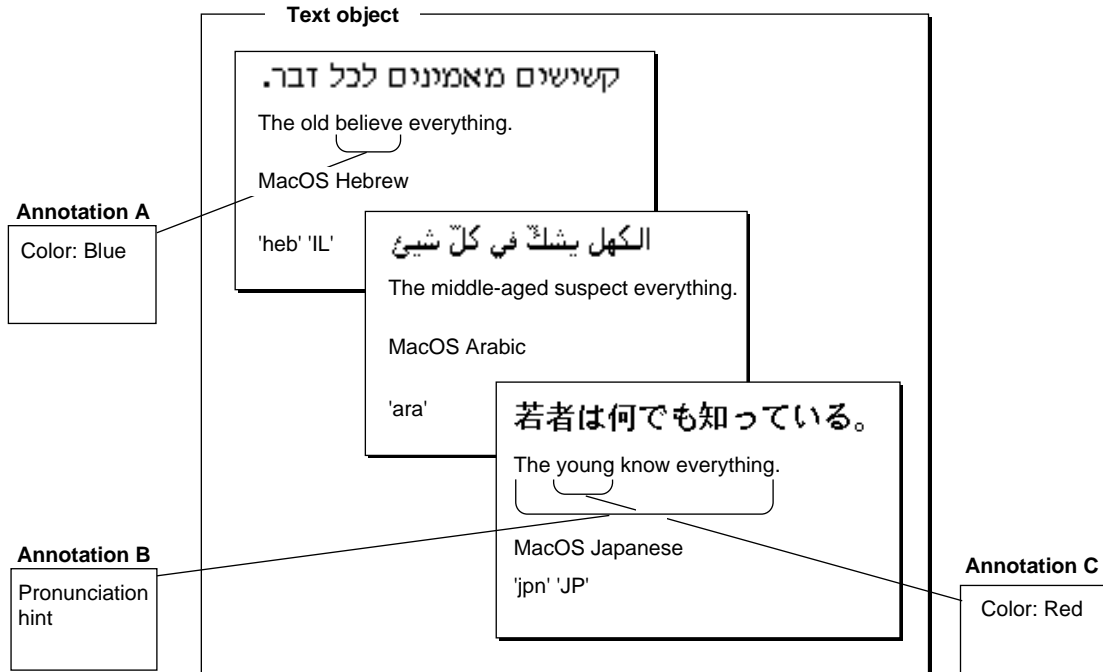 Text object
קשישים מאמינים לכל דבר.
The old believe everything.
MacOS Hebrew
'heb' 'IL'
Annotation A
Color: Blue
الكهل يشكّ في كلّ شيئ
The middle-aged suspect everything.
MacOS Arabic
'ara'
若者は何でも知っている。
The young know everything.
MacOS Japanese
'jpn' 'JP'
Annotation B
Pronunciation
hint
Annotation C
Color: Red